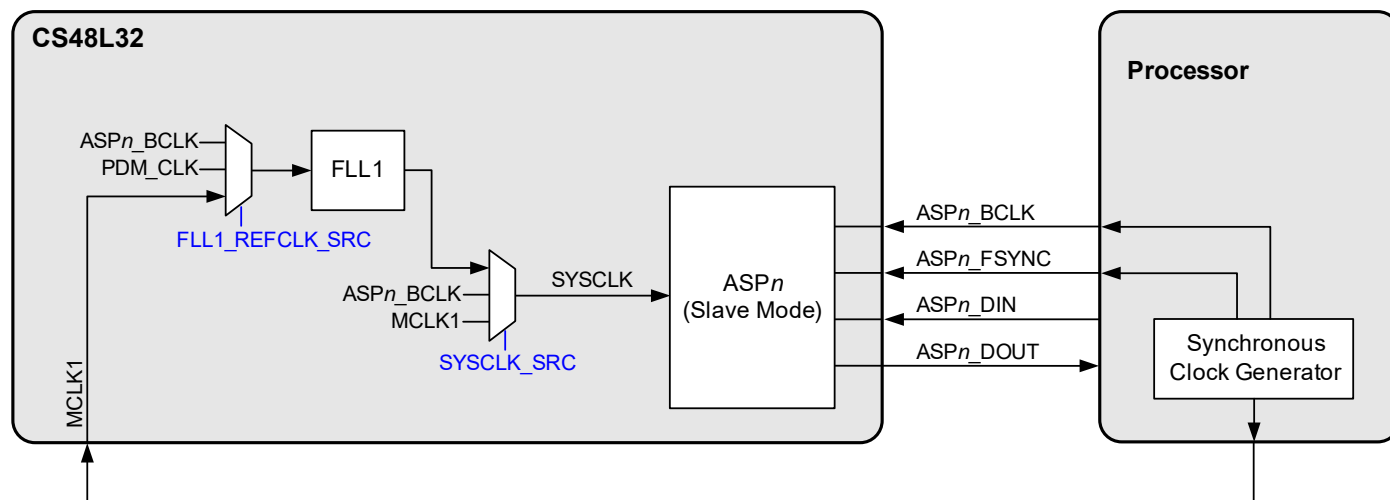 CS48L32
Processor
ASPn_BCLK
PDM_CLK
FLL1
FLL1_REFCLK_SRC
ASPn_BCLK
MCLK1
SYSCLK
SYSCLK_SRC
MCLK1
ASPn
(Slave Mode)
ASPn_BCLK
ASPn_FSYNC
ASPn_DIN
ASPn_DOUT
Synchronous
Clock Generator